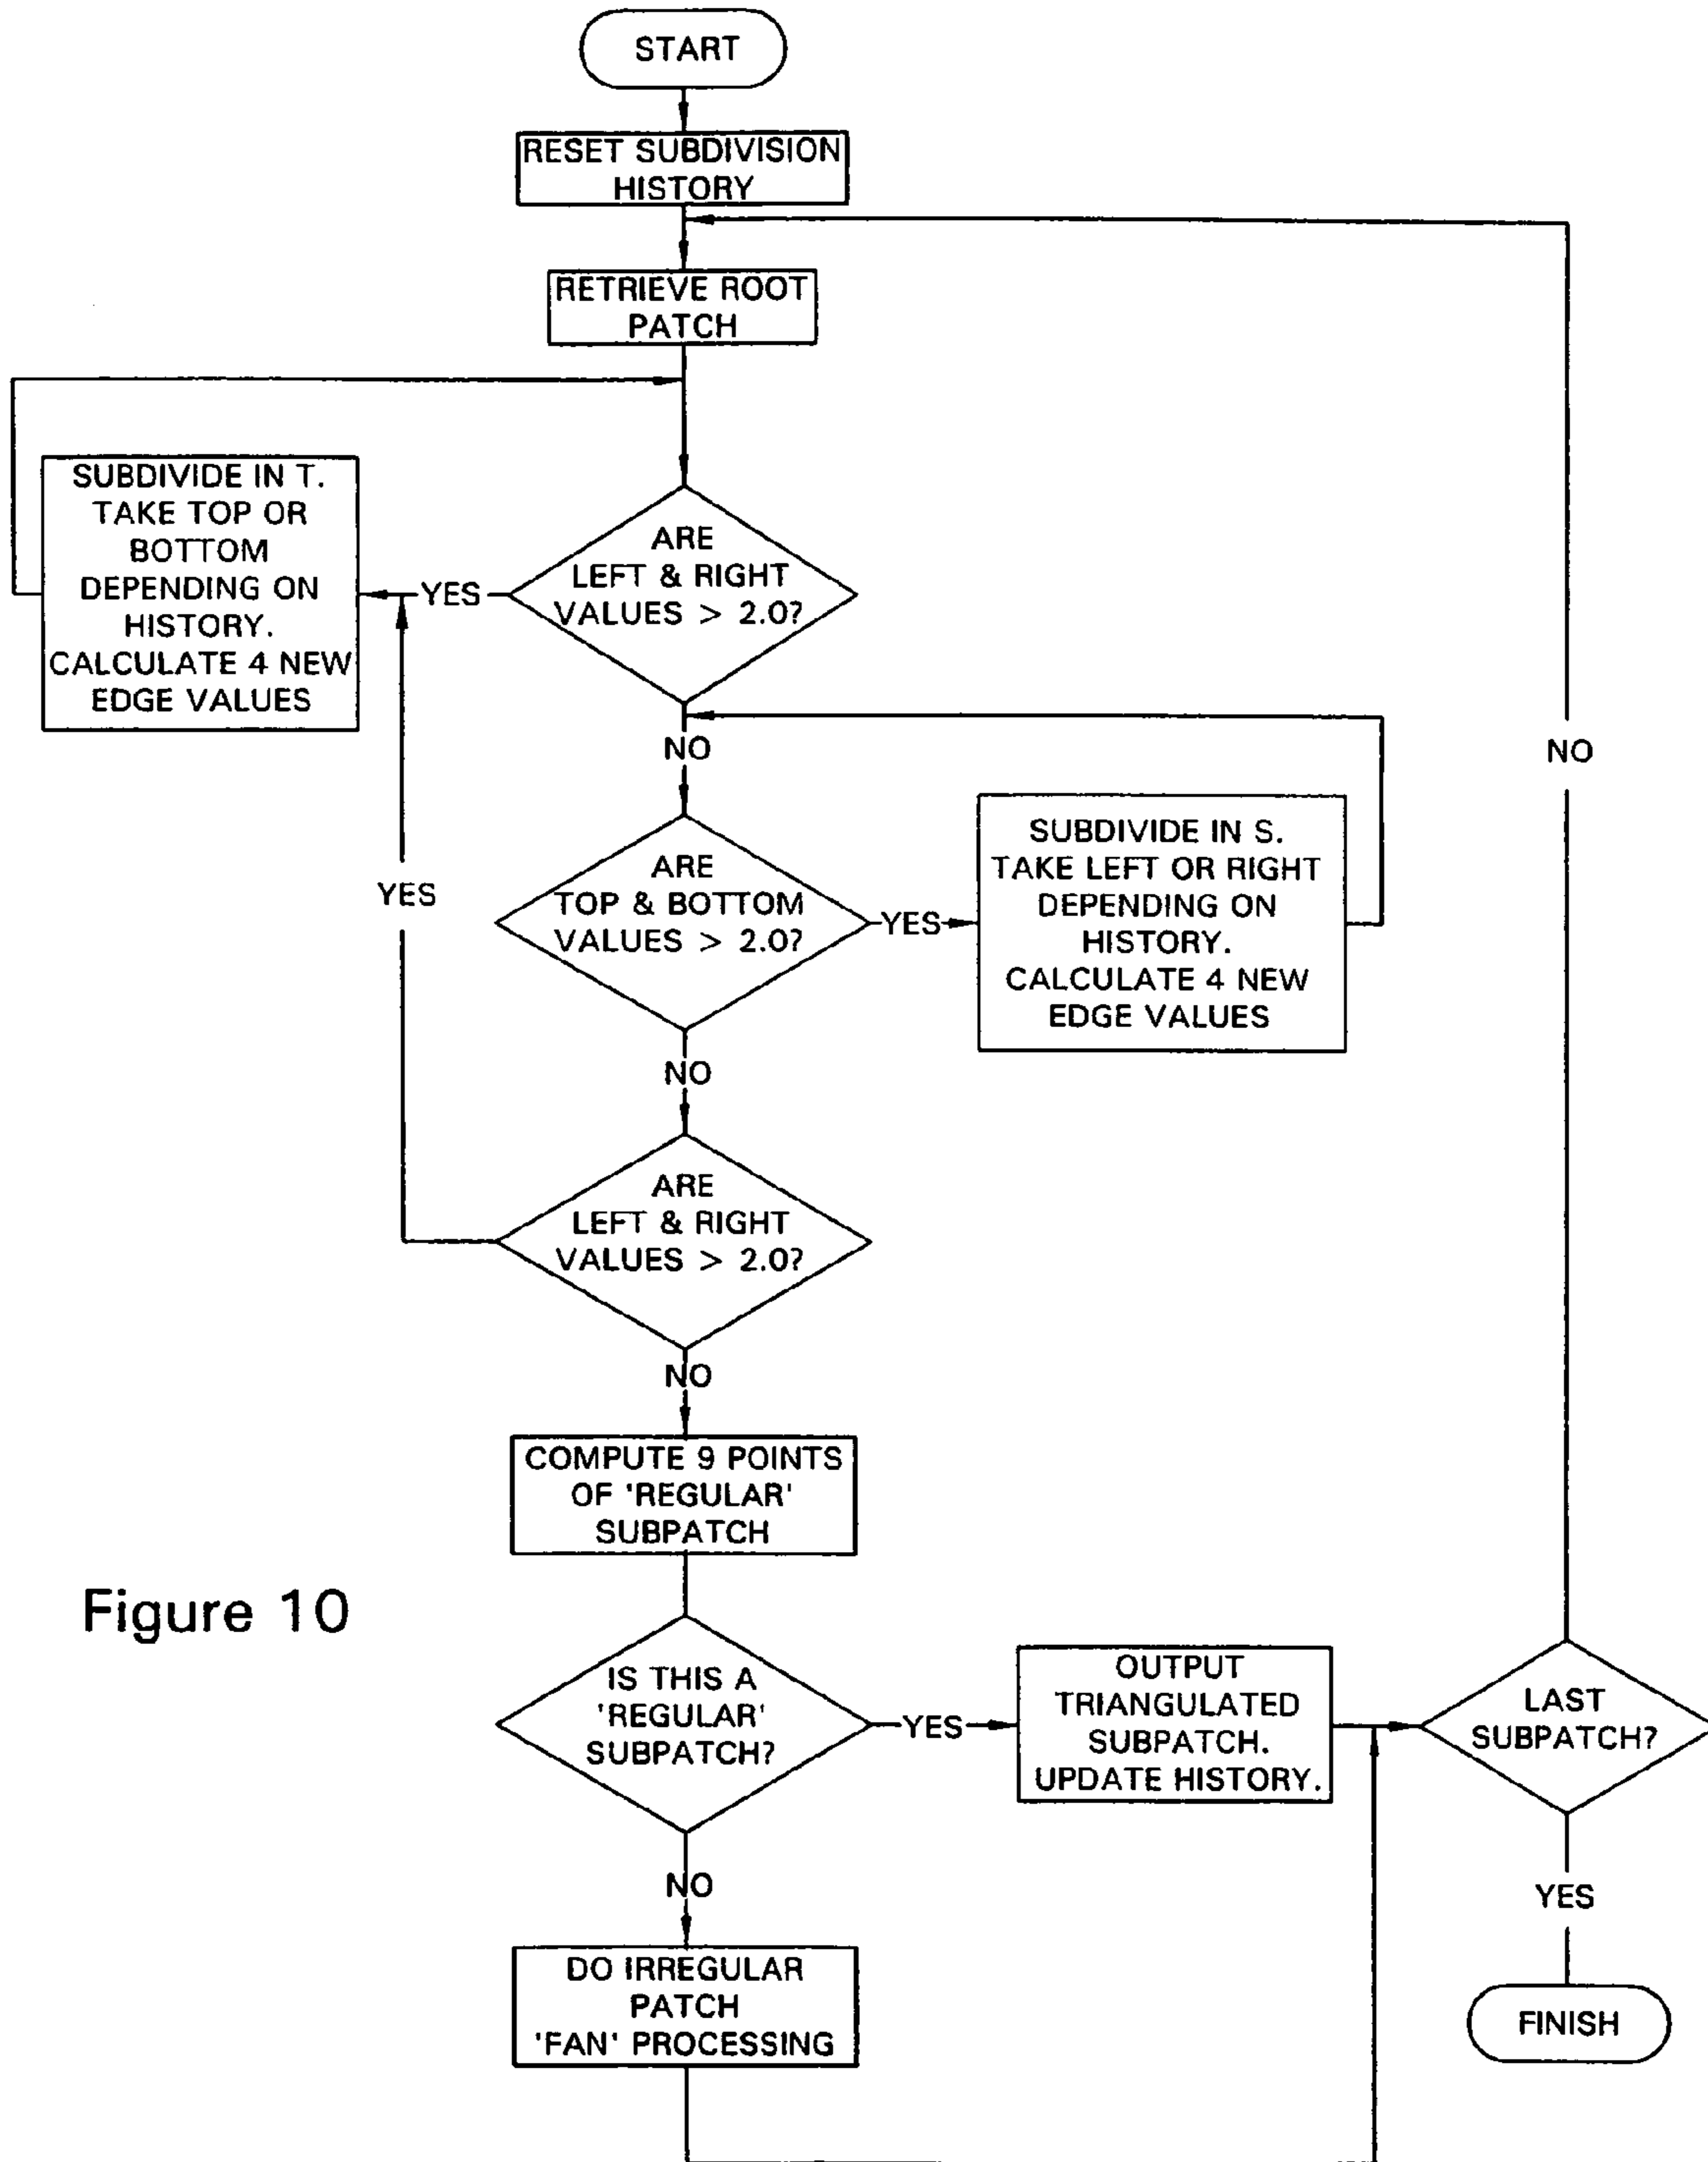 START
RESET SUBDIVISION
HISTORY
RETRIEVE ROOT
PATCH
SUBDIVIDE IN T.
TAKE TOP OR
BOTTOM
DEPENDING ON
HISTORY.
CALCULATE 4 NEW
EDGE VALUES
YES
ARE
LEFT & RIGHT
VALUES > 2.0?
NO
NO
YES
ARE
TOP & BOTTOM
VALUES > 2.0?
YES
SUBDIVIDE IN S.
TAKE LEFT OR RIGHT
DEPENDING ON
HISTORY.
CALCULATE 4 NEW
EDGE VALUES
NO
ARE
LEFT & RIGHT
VALUES > 2.0?
NO
COMPUTE 9 POINTS
OF 'REGULAR'
SUBPATCH
Figure 10
IS THIS A
'REGULAR'
SUBPATCH?
YES
OUTPUT
TRIANGULATED
SUBPATCH.
UPDATE HISTORY.
LAST
SUBPATCH?
NO
YES
DO IRREGULAR
PATCH
'FAN' PROCESSING
FINISH